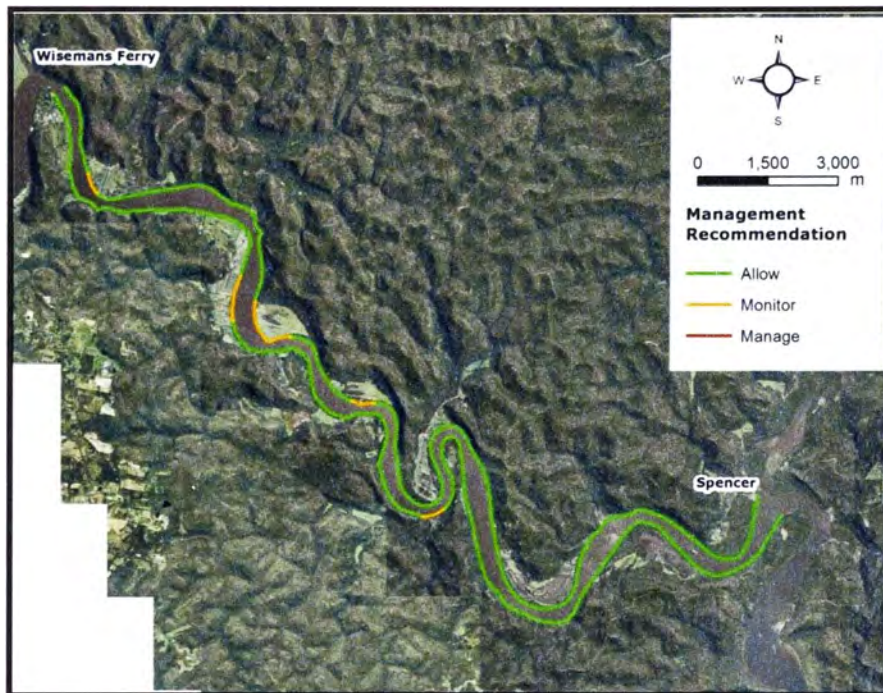 Wisemans Ferry
N
W E
S
0 1,500 3,000
m
Management
Recommendation
Allow
Monitor
Manage
Spencer